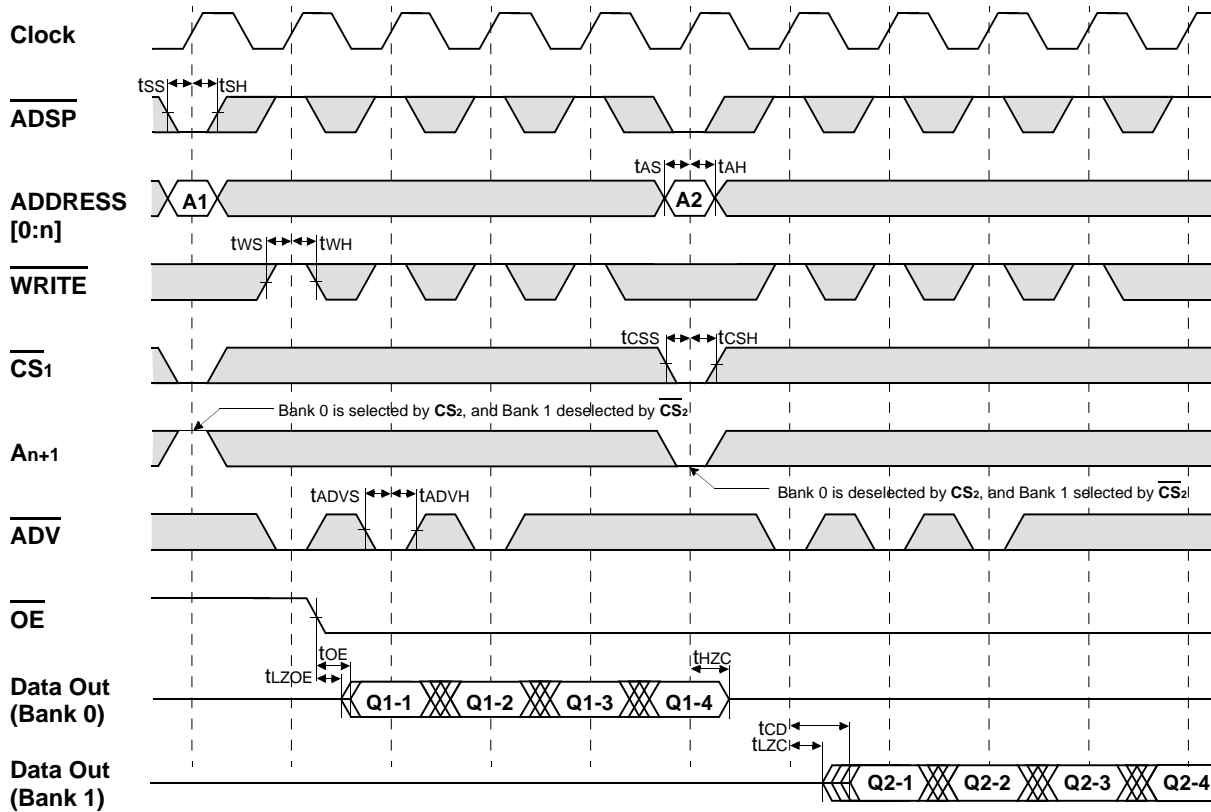 Clock
tSS tSH
ADSP
tAS tAH
ADDRESS
[0:n]
A1 A2
tWS tWH
WRITE
tCSS tCSH
CS1
Bank 0 is selected by CS2, and Bank 1 deselected by CS2
An+1
Bank 0 is deselected by CS2, and Bank 1 selected by CS2
tADVS tADVH
ADV
OE
tOE tHZC
tLZOE
Data Out
(Bank 0)
Q1-1 Q1-2 Q1-3 Q1-4
tCD
tLZC
Data Out
(Bank 1)
Q2-1 Q2-2 Q2-3 Q2-4